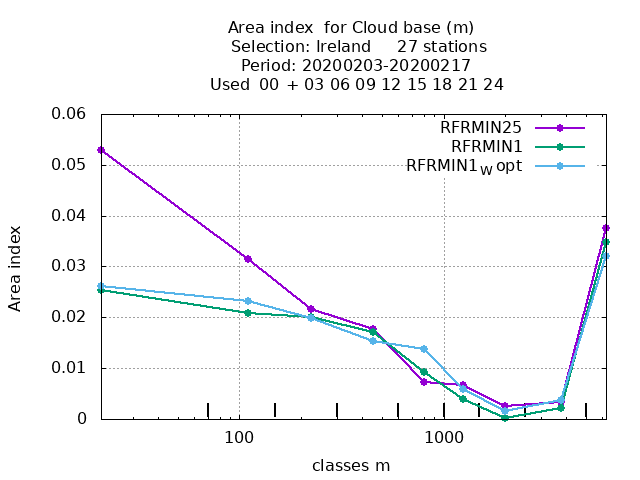 Area index  for Cloud base (m)
Selection: Ireland     27 stations
Period: 20200203-20200217
Used  00 + 03 06 09 12 15 18 21 24
RFRMIN25
RFRMIN1
RFRMIN1_W opt
0.06
0.05
0.04
0.03
0.02
0.01
0
Area index
100
1000
classes m